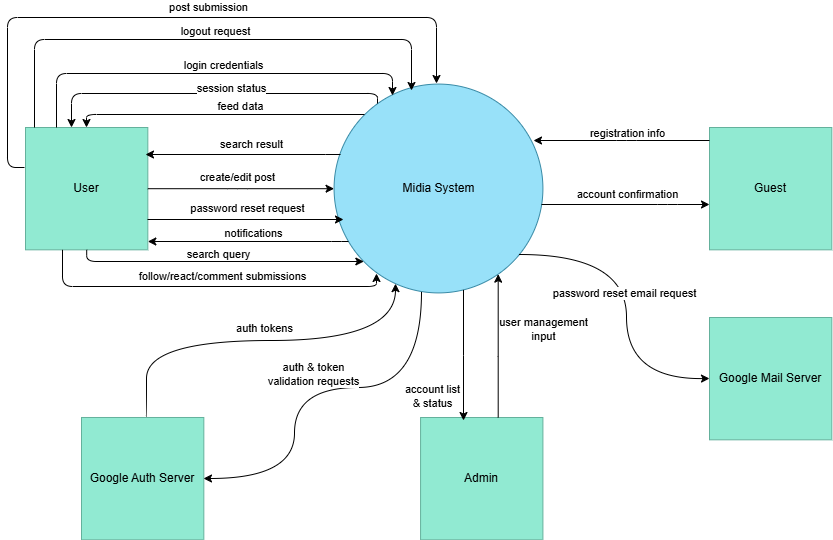 post submission
logout request
login credentials
session status
feed data
search result
create/edit post
password reset request
notifications
search query
follow/react/comment submissions
User
Midia System
registration info
account confirmation
Guest
password reset email request
user management
input
Google Mail Server
auth tokens
auth & token
validation requests
account list
& status
Google Auth Server
Admin